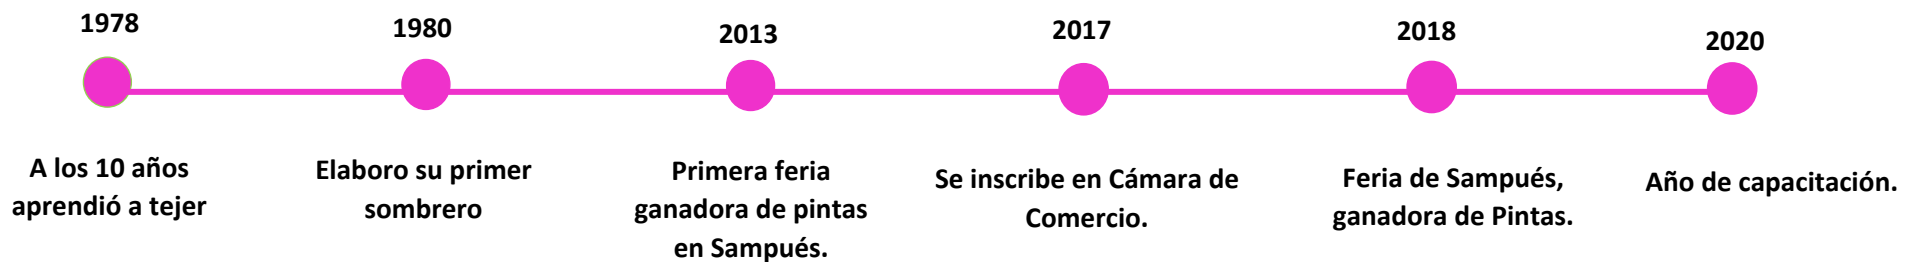 1978
A los 10 años
aprendió a tejer
1980
Elaboro su primer
sombrero
2013
Primera feria
ganadora de pintas
en Sampués.
2017
Se inscribe en Cámara de
Comercio.
2018
Feria de Sampués,
ganadora de Pintas.
2020
Año de capacitación.